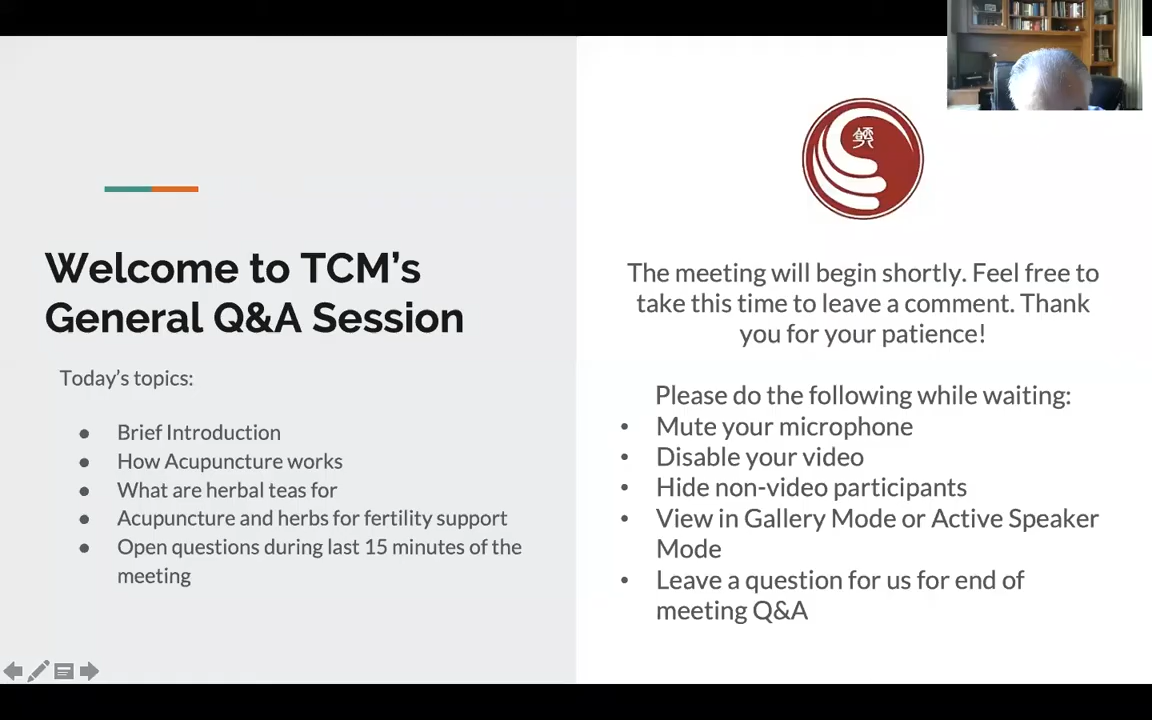 Welcome to TCM’s
General Q&A Session
Today’s topics:
● Brief Introduction
● How Acupuncture works
● What are herbal teas for
● Acupuncture and herbs for fertility support
● Open questions during last 15 minutes of the
meeting
The meeting will begin shortly. Feel free to
take this time to leave a comment. Thank
you for your patience!
Please do the following while waiting:
• Mute your microphone
• Disable your video
• Hide non-video participants
• View in Gallery Mode or Active Speaker
Mode
• Leave a question for us for end of
meeting Q&A